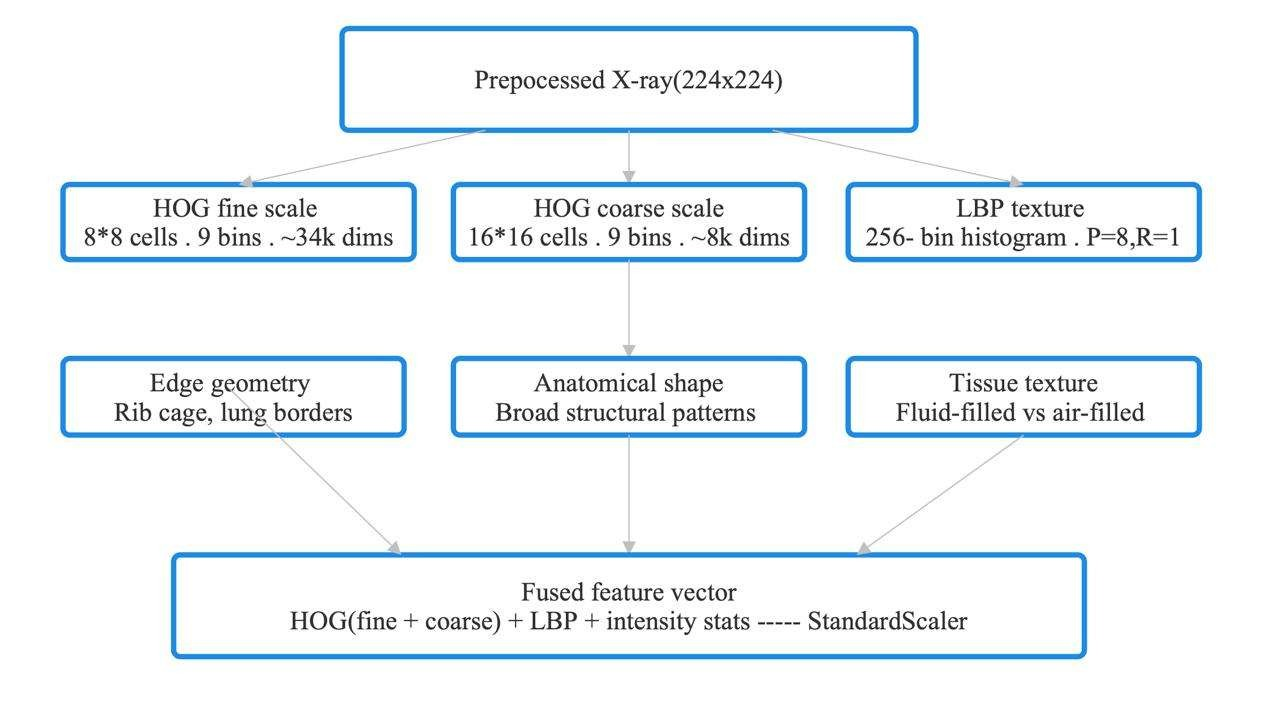 Prepocessed X-ray(224x224)
HOG fine scale
8*8 cells . 9 bins . ~34k dims
HOG coarse scale
16*16 cells . 9 bins . ~8k dims
LBP texture
256- bin histogram . P=8,R=1
Edge geometry
Rib cage, lung borders
Anatomical shape
Broad structural patterns
Tissue texture
Fluid-filled vs air-filled
Fused feature vector
HOG(fine + coarse) + LBP + intensity stats ----- StandardScaler